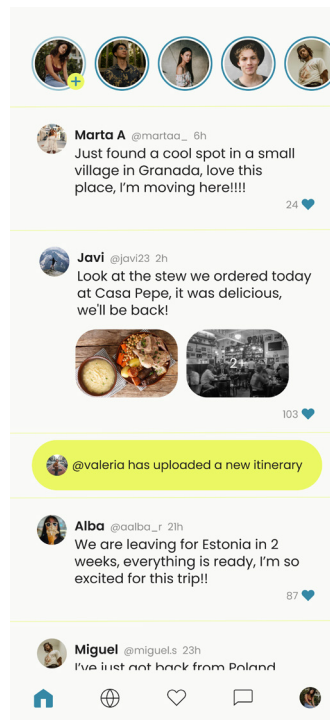 Marta A @martaa_ 6h
Just found a cool spot in a small
village in Granada, love this
place, I'm moving here!!!!
24
Javi @javi23 2h
Look at the stew we ordered today
at Casa Pepe, it was delicious,
we'll be back!
2+
103
@valeria has uploaded a new itinerary
Alba @aalba_r 21h
We are leaving for Estonia in 2
weeks, everything is ready, I'm so
excited for this trip!!
87
Miguel @miguel.s 23h
I've just got back from Poland